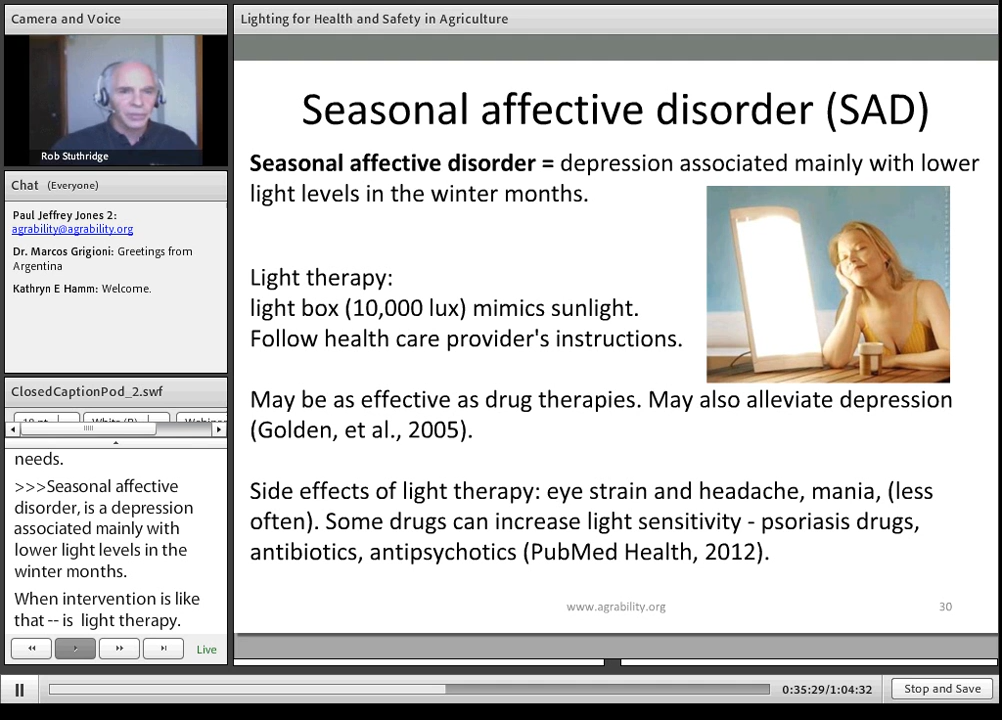 Camera and Voice
Rob Stuthridge
Chat (Everyone)
Paul Jeffrey Jones 2:
agrability@agrability.org
Dr. Marcos Grigioni: Greetings from
Argentina
Kathryn E Hamm: Welcome.
ClosedCaptionPod_2.swf
needs.
>>>Seasonal affective
disorder, is a depression
associated mainly with
lower light levels in the
winter months.
When intervention is like
that -- is light therapy.
Live
Lighting for Health and Safety in Agriculture
Seasonal affective disorder (SAD)
Seasonal affective disorder = depression associated mainly with lower
light levels in the winter months.
Light therapy:
light box (10,000 lux) mimics sunlight.
Follow health care provider's instructions.
May be as effective as drug therapies. May also alleviate depression
(Golden, et al., 2005).
Side effects of light therapy: eye strain and headache, mania, (less
often). Some drugs can increase light sensitivity - psoriasis drugs,
antibiotics, antipsychotics (PubMed Health, 2012).
www.agrability.org
30
0:35:29/1:04:32
Stop and Save